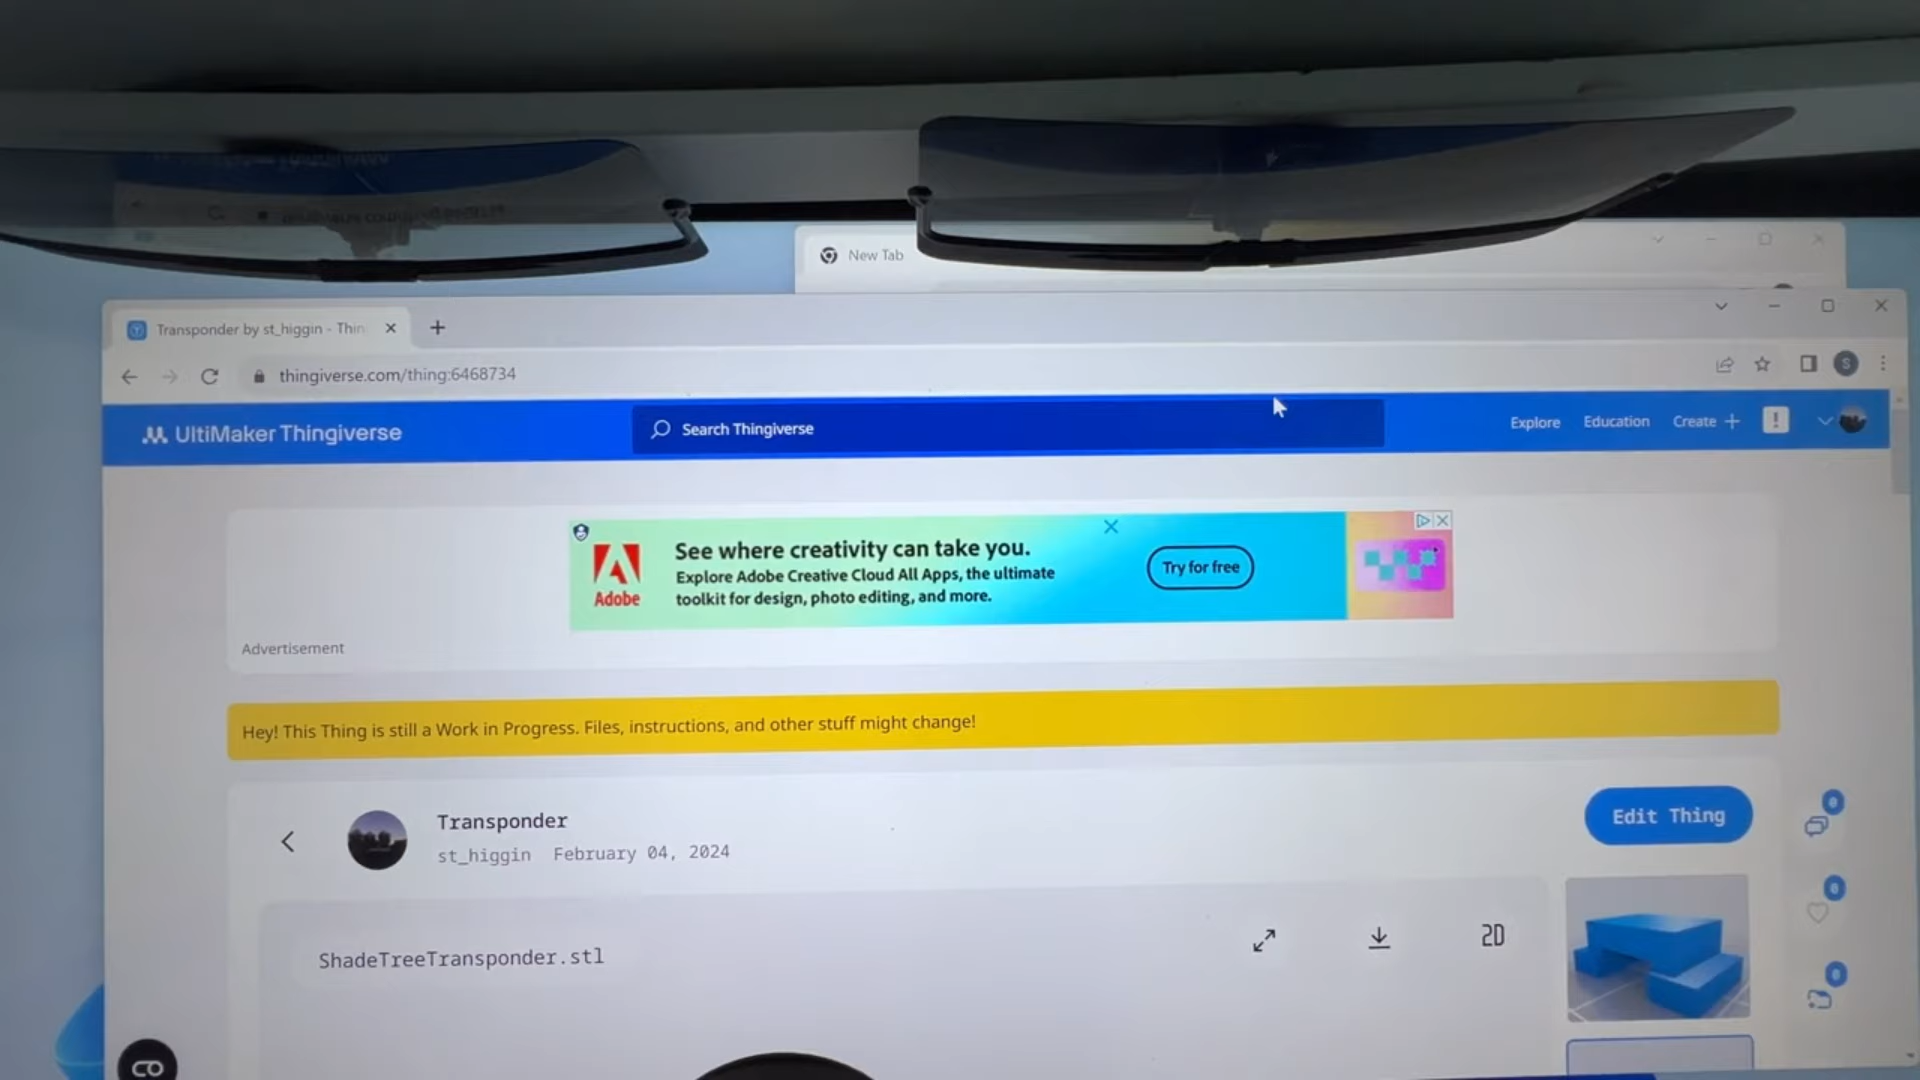 New Tab
Transponder by st_higgin - Thin
thingiverse.com/thing:6468734
S
UltiMaker Thingiverse
Search Thingiverse
Explore
Education
Create +
!
See where creativity can take you.
Explore Adobe Creative Cloud All Apps, the ultimate
toolkit for design, photo editing, and more.
Adobe
Try for free
Advertisement
Hey! This Thing is still a Work in Progress. Files, instructions, and other stuff might change!
Transponder
st_higgin February 04, 2024
Edit Thing
0
0
0
ShadeTreeTransponder.stl
2D